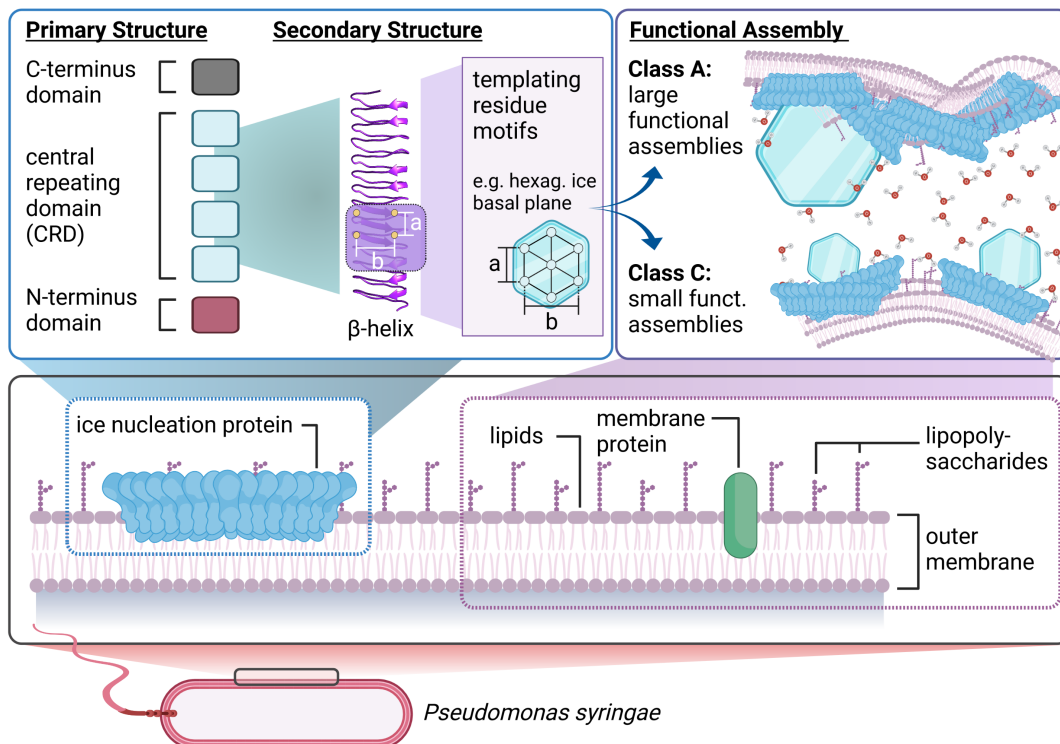 Primary Structure
Secondary Structure
C-terminus
domain
central
repeating
domain
(CRD)
N-terminus
domain
a
b
β-helix
templating
residue
motifs
e.g. hexag. ice
basal plane
a
b
Functional Assembly
Class A:
large
functional
assemblies
Class C:
small funct.
assemblies
ice nucleation protein
lipids
membrane
protein
lipopoly-
saccharides
outer
membrane
Pseudomonas syringae